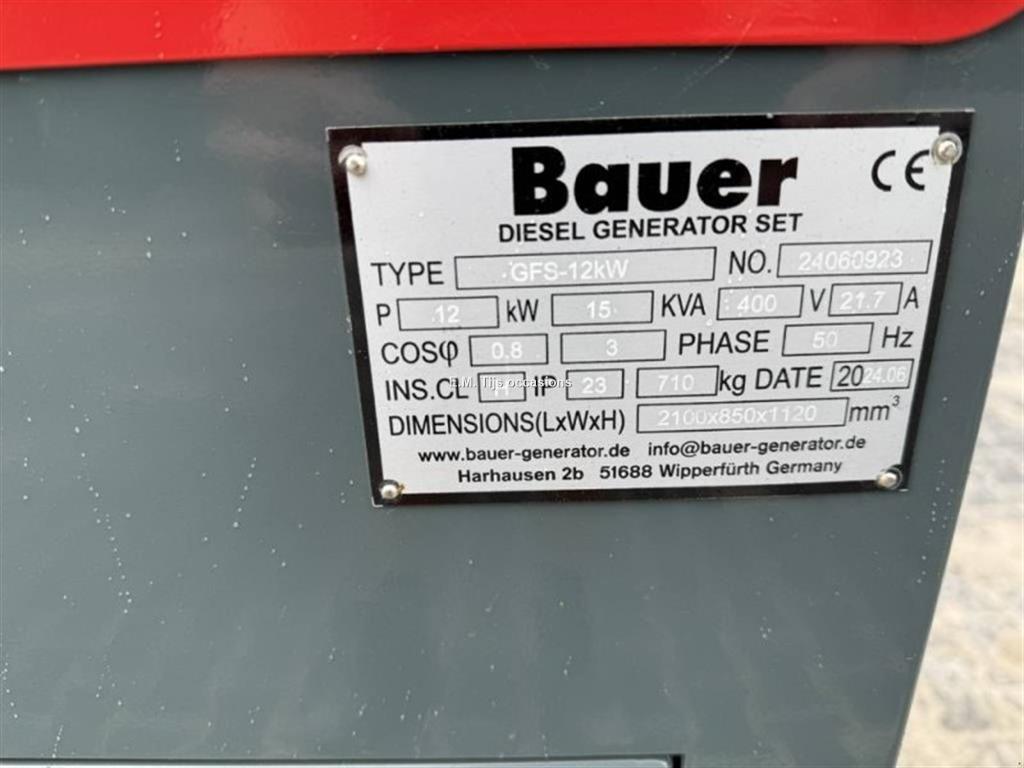 Bauer CE
DIESEL GENERATOR SET
TYPE GFS-12kW NO. 24060923
P 12 kW 15 KVA 400 V 21.7 A
COSφ 0.8 3 PHASE 50 Hz
INS.CL H IP 23 710 kg DATE 2024.06
E.M. Tijs occasions
DIMENSIONS(LxWxH) 2100x850x1120 mm³
www.bauer-generator.de info@bauer-generator.de
Harhausen 2b 51688 Wipperfürth Germany